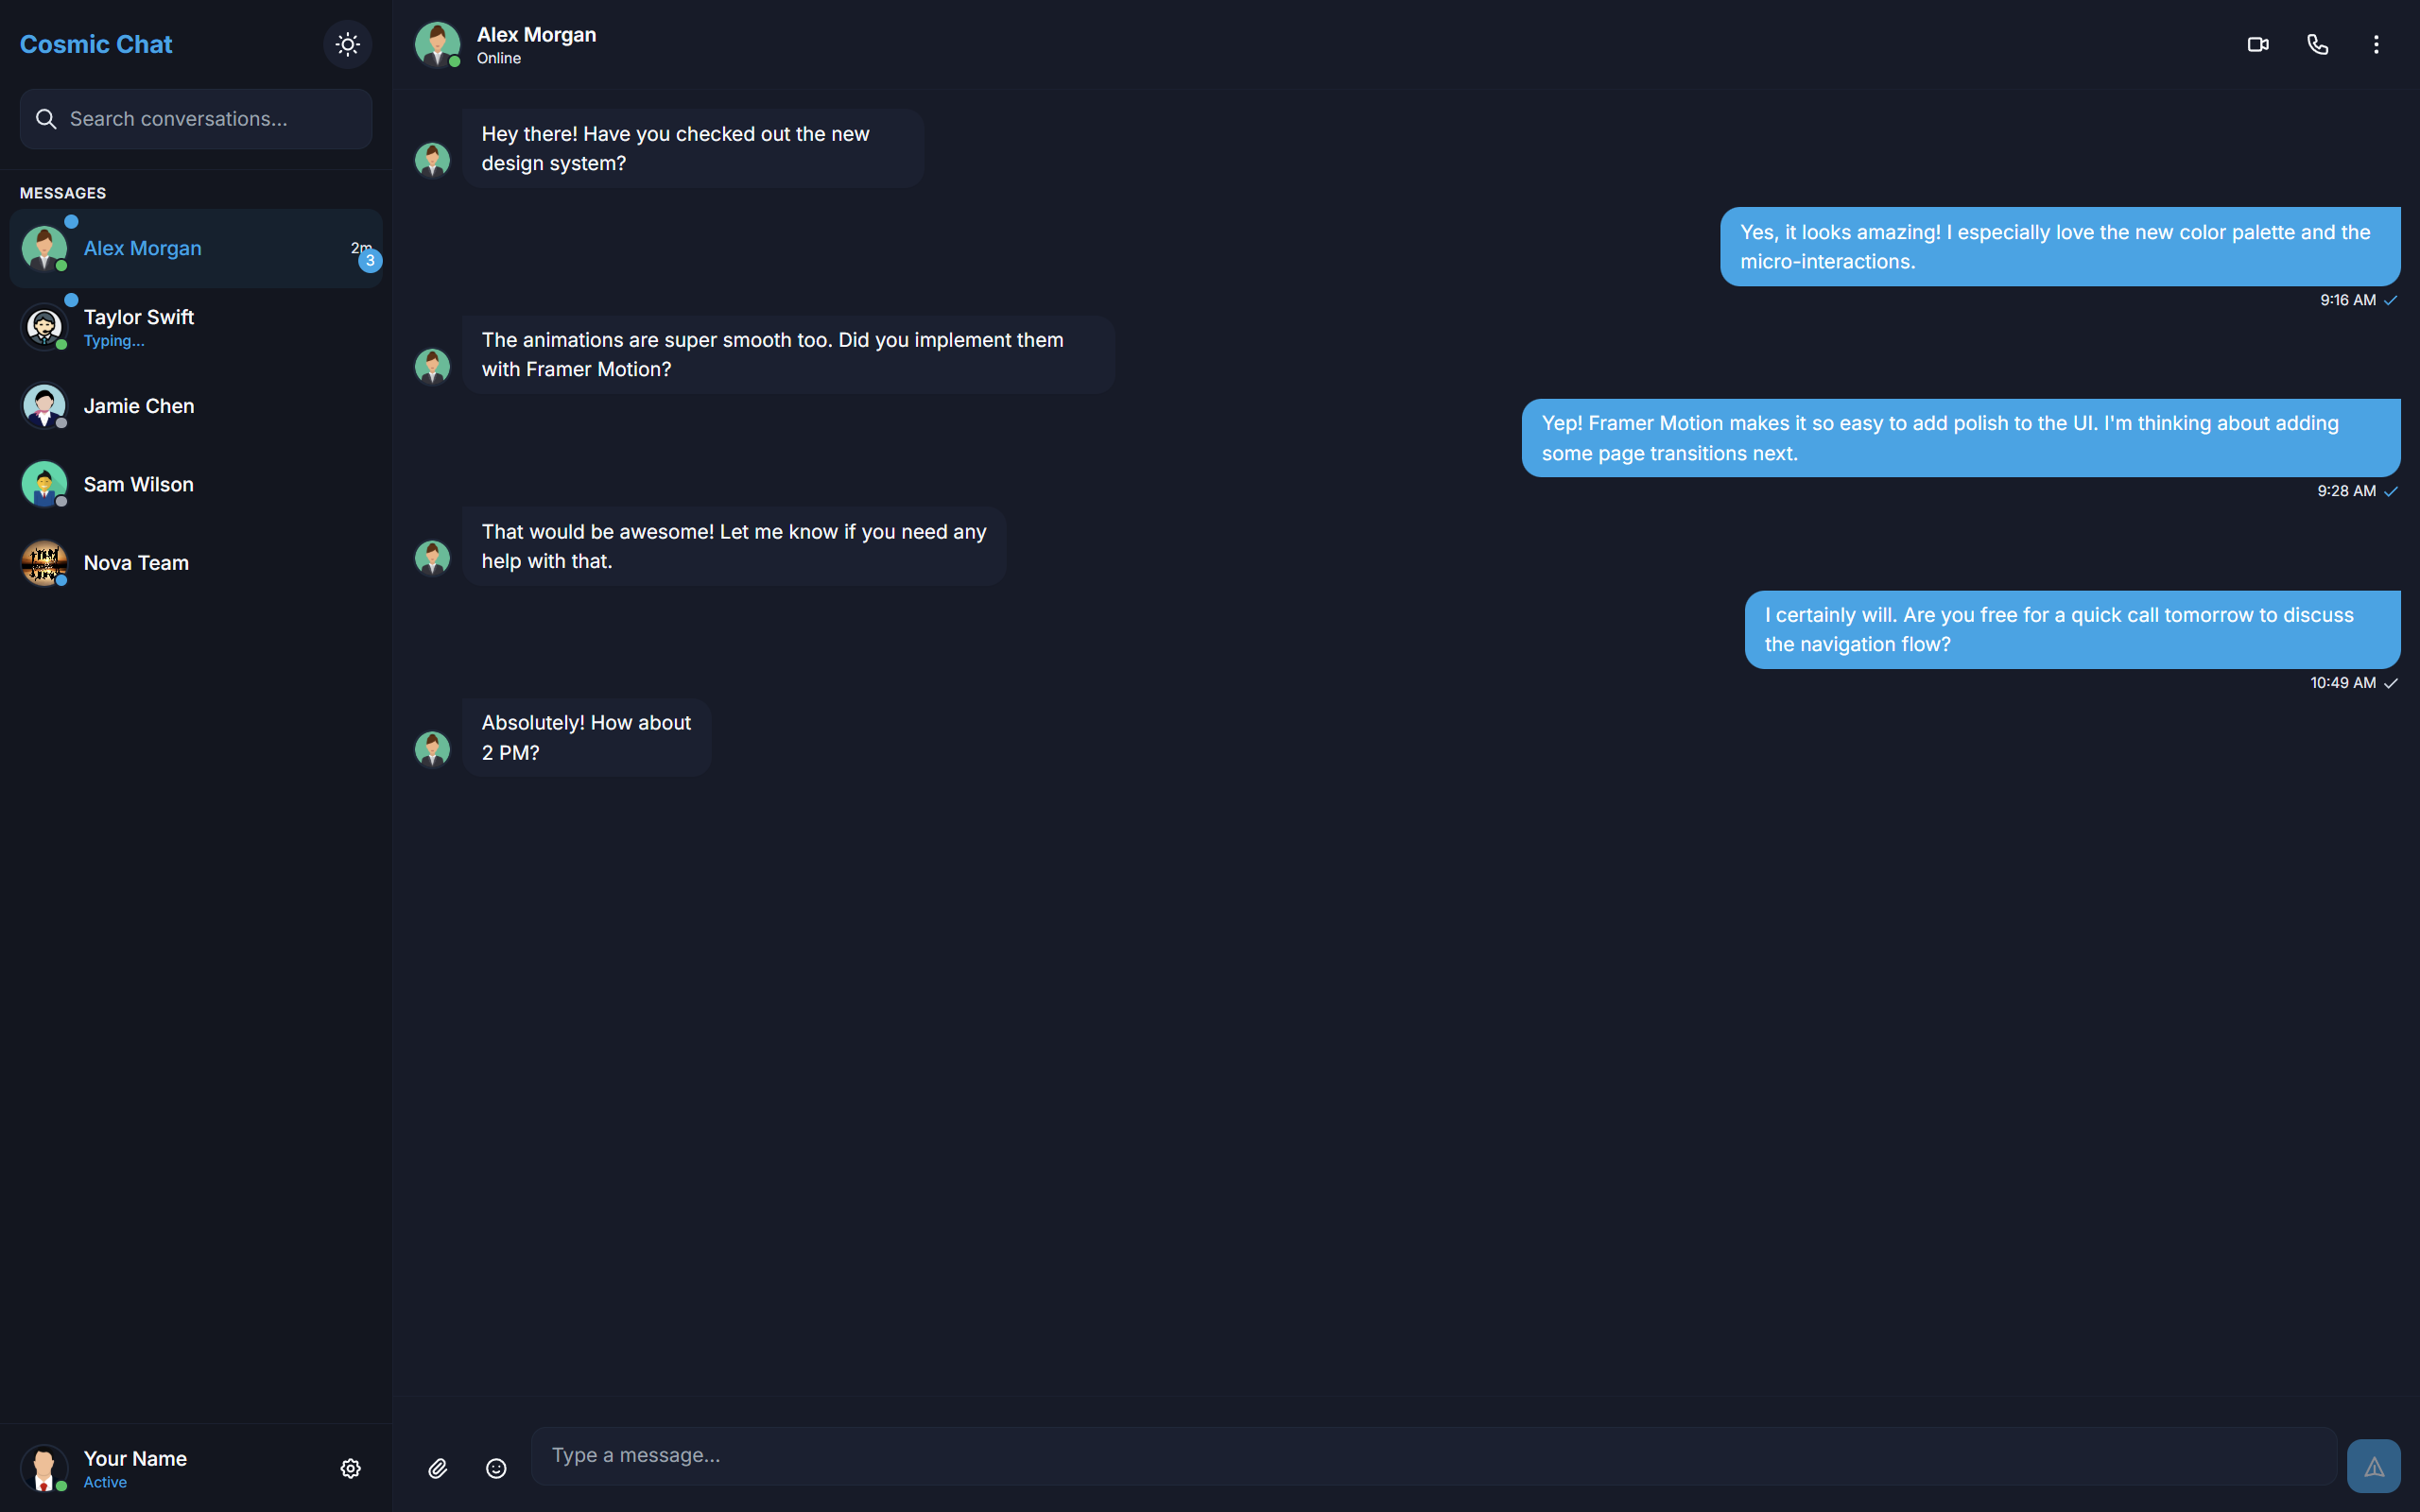 Cosmic Chat
Search conversations...
MESSAGES
Alex Morgan
2m
3
Taylor Swift
Typing...
Jamie Chen
Sam Wilson
Nova Team
Your Name
Active
Alex Morgan
Online
Hey there! Have you checked out the new
design system?
Yes, it looks amazing! I especially love the new color palette and the
micro-interactions.
9:16 AM
The animations are super smooth too. Did you implement them
with Framer Motion?
Yep! Framer Motion makes it so easy to add polish to the UI. I'm thinking about adding
some page transitions next.
9:28 AM
That would be awesome! Let me know if you need any
help with that.
I certainly will. Are you free for a quick call tomorrow to discuss
the navigation flow?
10:49 AM
Absolutely! How about
2 PM?
Type a message...